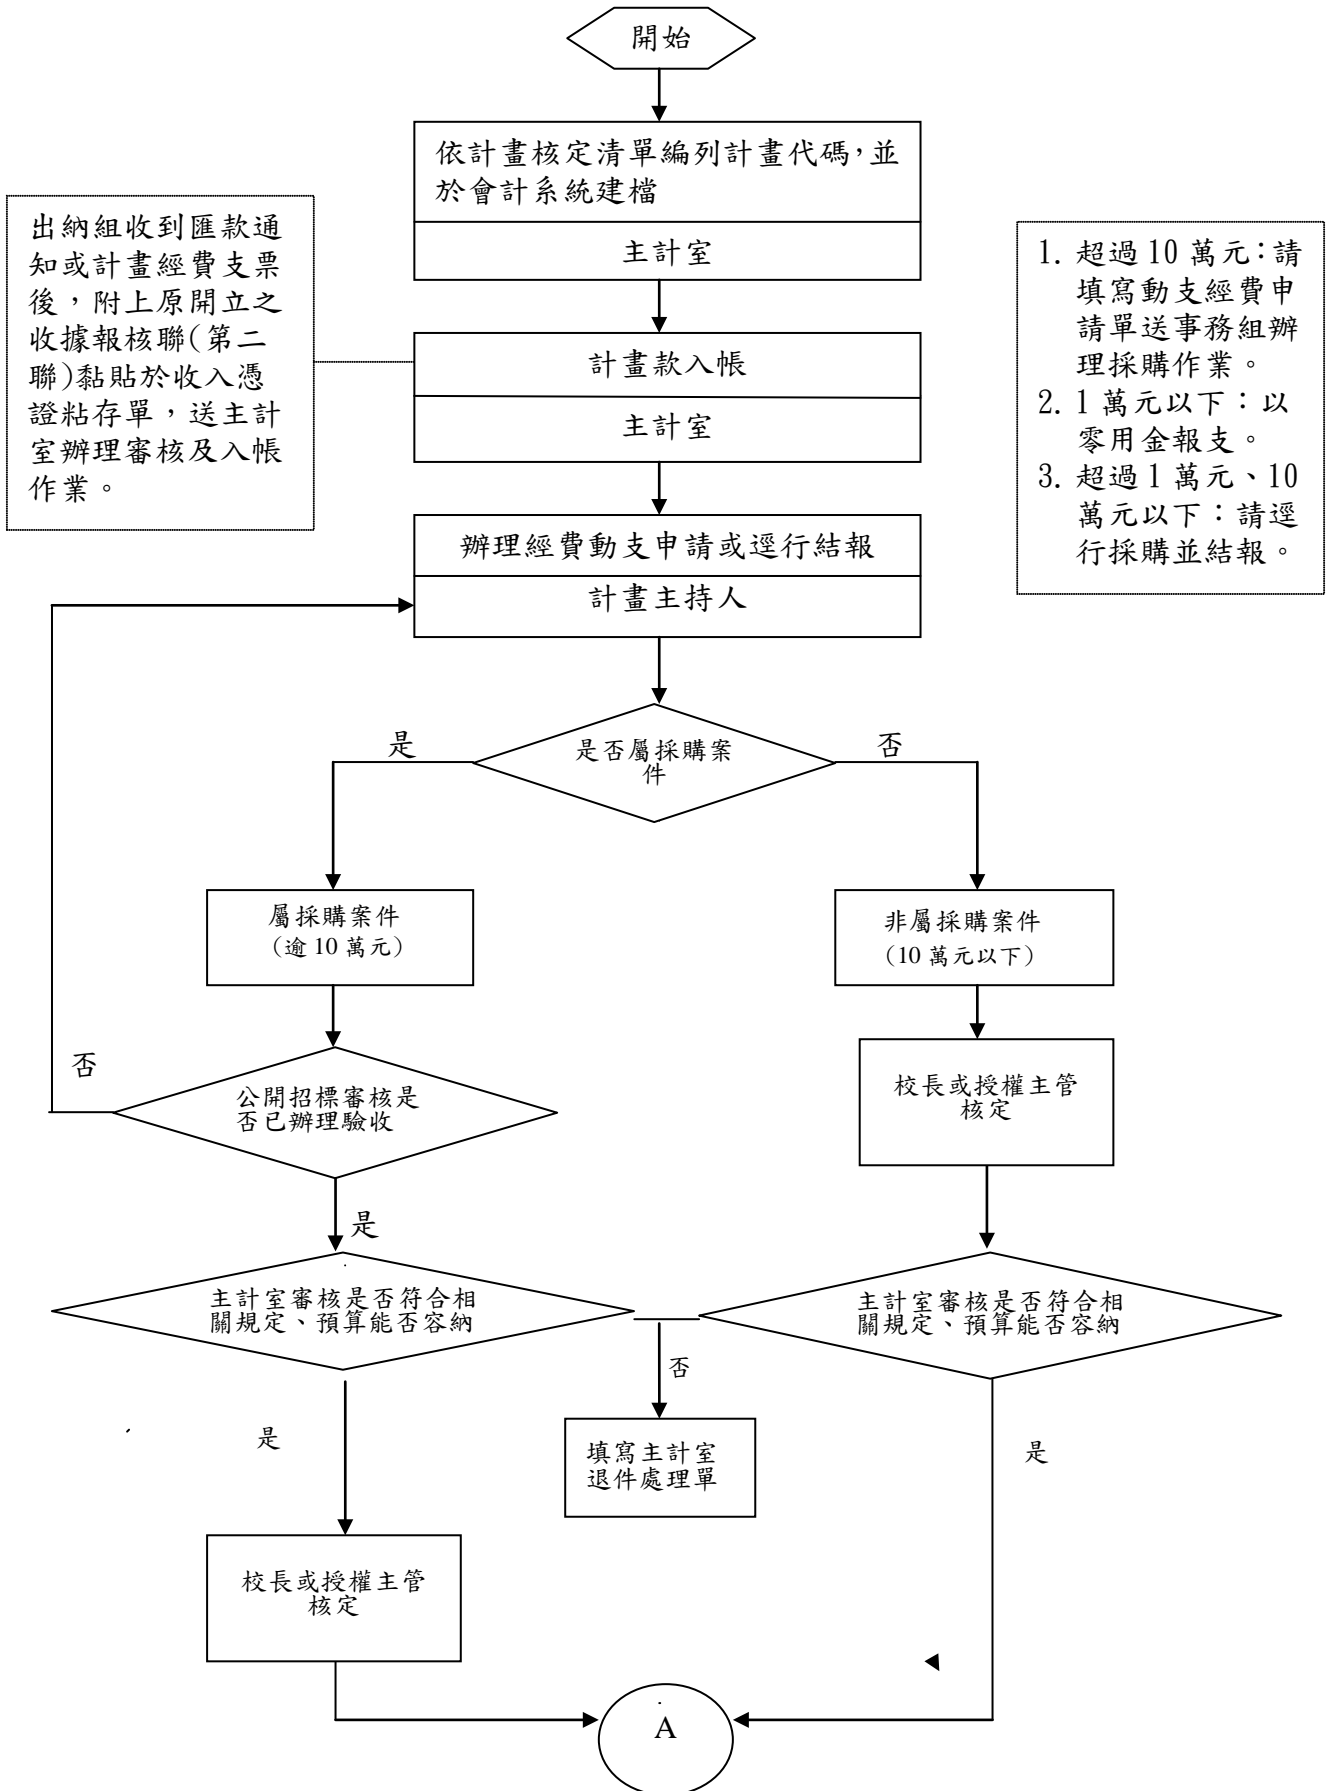 開始
依計畫核定清單編列計畫代碼,並
於會計系統建檔
主計室
出納組收到匯款通
知或計畫經費支票
後，附上原開立之
收據報核聯(第二
聯)黏貼於收入憑
證粘存單，送主計
室辦理審核及入帳
作業。
1. 超過 10 萬元：請
填寫動支經費申
請單送事務組辦
理採購作業。
2. 1 萬元以下：以
零用金報支。
3. 超過 1 萬元、10
萬元以下：請逕
行採購並結報。
計畫款入帳
主計室
辦理經費動支申請或逕行結報
計畫主持人
是
是否屬採購案
件
否
屬採購案件
（逾 10 萬元）
非屬採購案件
（10 萬元以下）
否
公開招標審核是
否已辦理驗收
校長或授權主管
核定
是
主計室審核是否符合相
關規定、預算能否容納
主計室審核是否符合相
關規定、預算能否容納
否
是
填寫主計室
退件處理單
是
校長或授權主管
核定
A